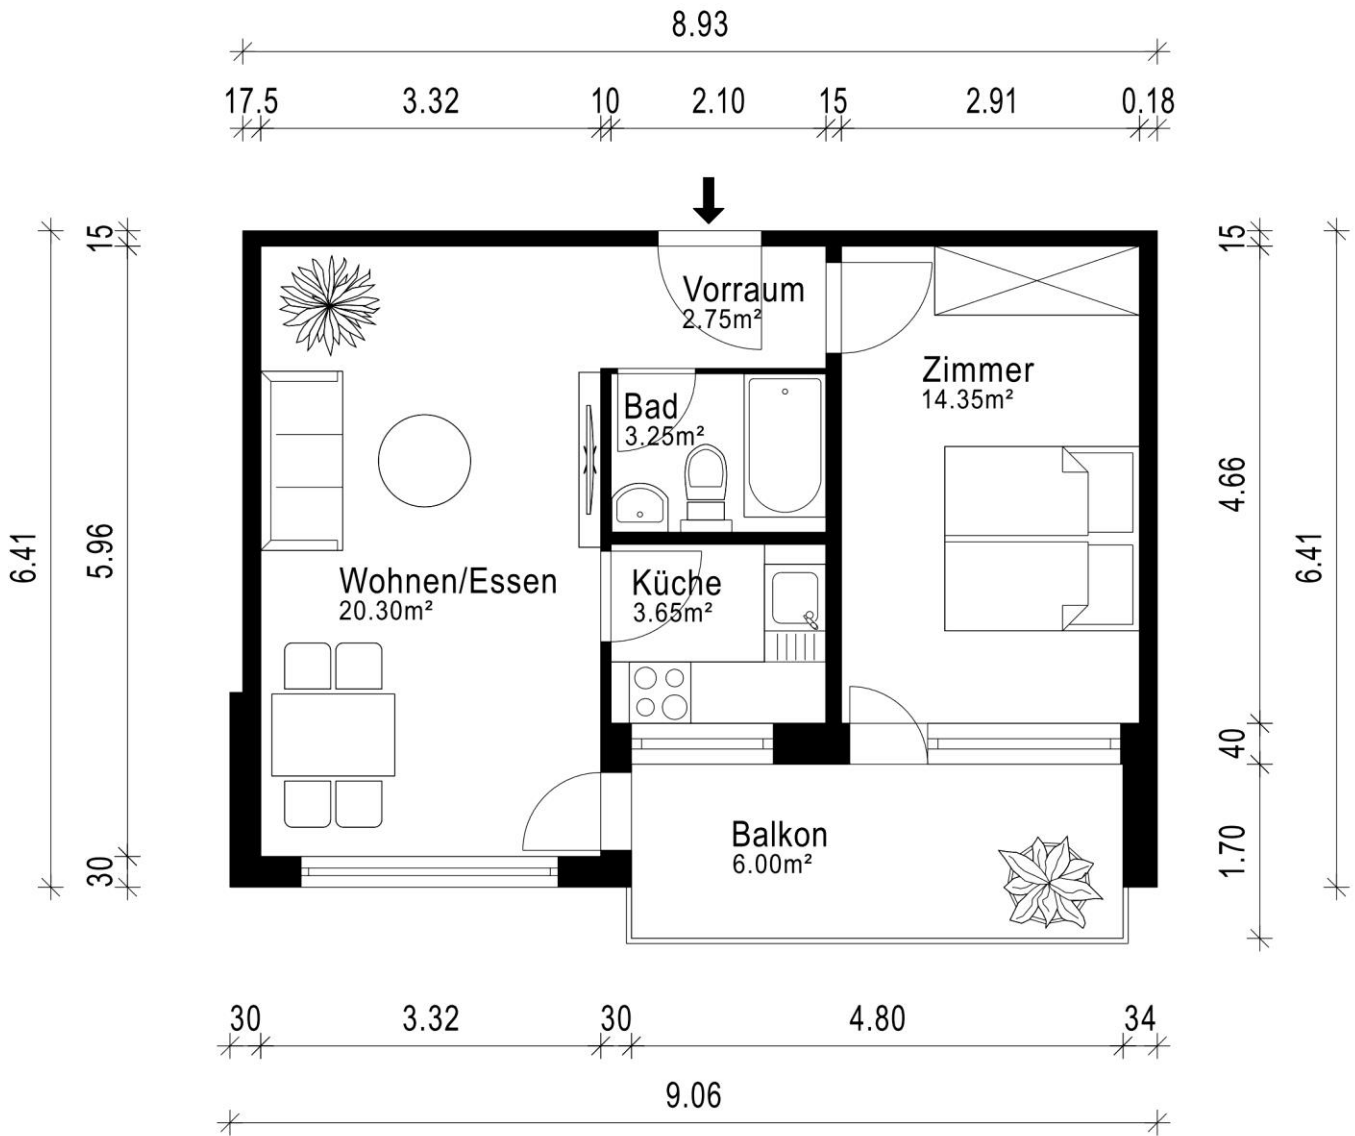 8.93
17.5 3.32 10 2.10 15 2.91 0.18
15
15
Vorraum
2.75m²
Zimmer
14.35m²
Bad
3.25m²
4.66
6.41
5.96
6.41
Wohnen/Essen
20.30m²
Küche
3.65m²
40
Balkon
6.00m²
1.70
30
30 3.32 30 4.80 34
9.06